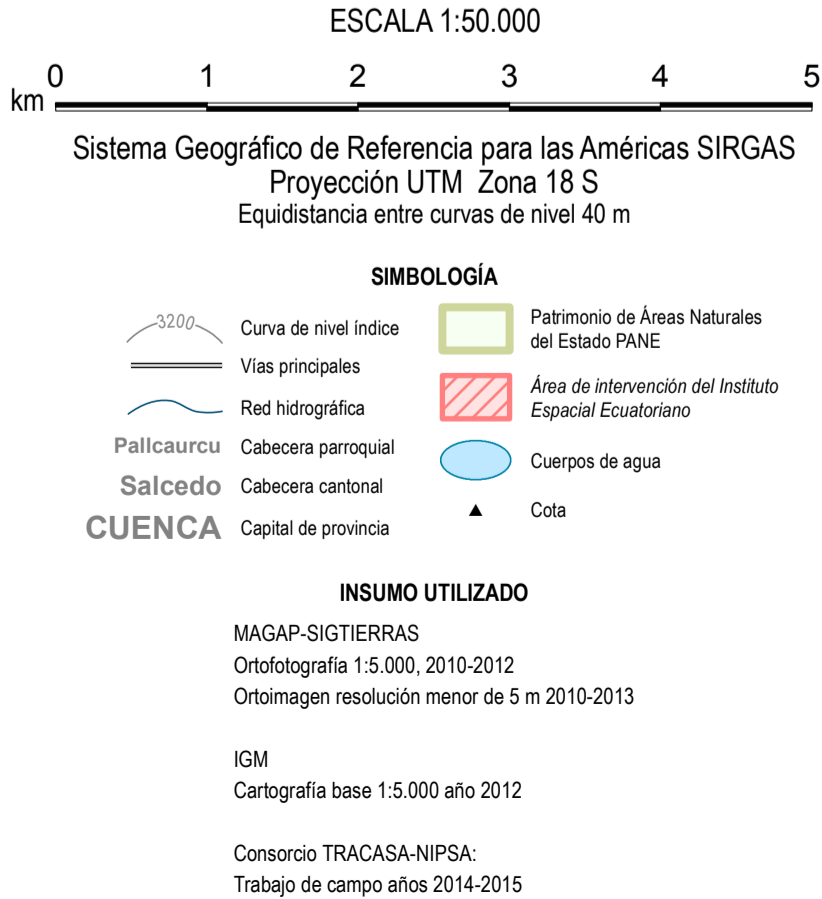 ESCALA 1:50.000
0 1 2 3 4 5
km
Sistema Geográfico de Referencia para las Américas SIRGAS
Proyección UTM Zona 18 S
Equidistancia entre curvas de nivel 40 m
SIMBOLOGÍA
3200 Curva de nivel índice
Vías principales
Red hidrográfica
Pallcaurcu Cabecera parroquial
Salcedo Cabecera cantonal
CUENCA Capital de provincia
Patrimonio de Áreas Naturales
del Estado PANE
Área de intervención del Instituto
Espacial Ecuatoriano
Cuerpos de agua
Cota
INSUMO UTILIZADO
MAGAP-SIGTIERRAS
Ortofotografía 1:5.000, 2010-2012
Ortoimagen resolución menor de 5 m 2010-2013
IGM
Cartografía base 1:5.000 año 2012
Consorcio TRACASA-NIPSA:
Trabajo de campo años 2014-2015